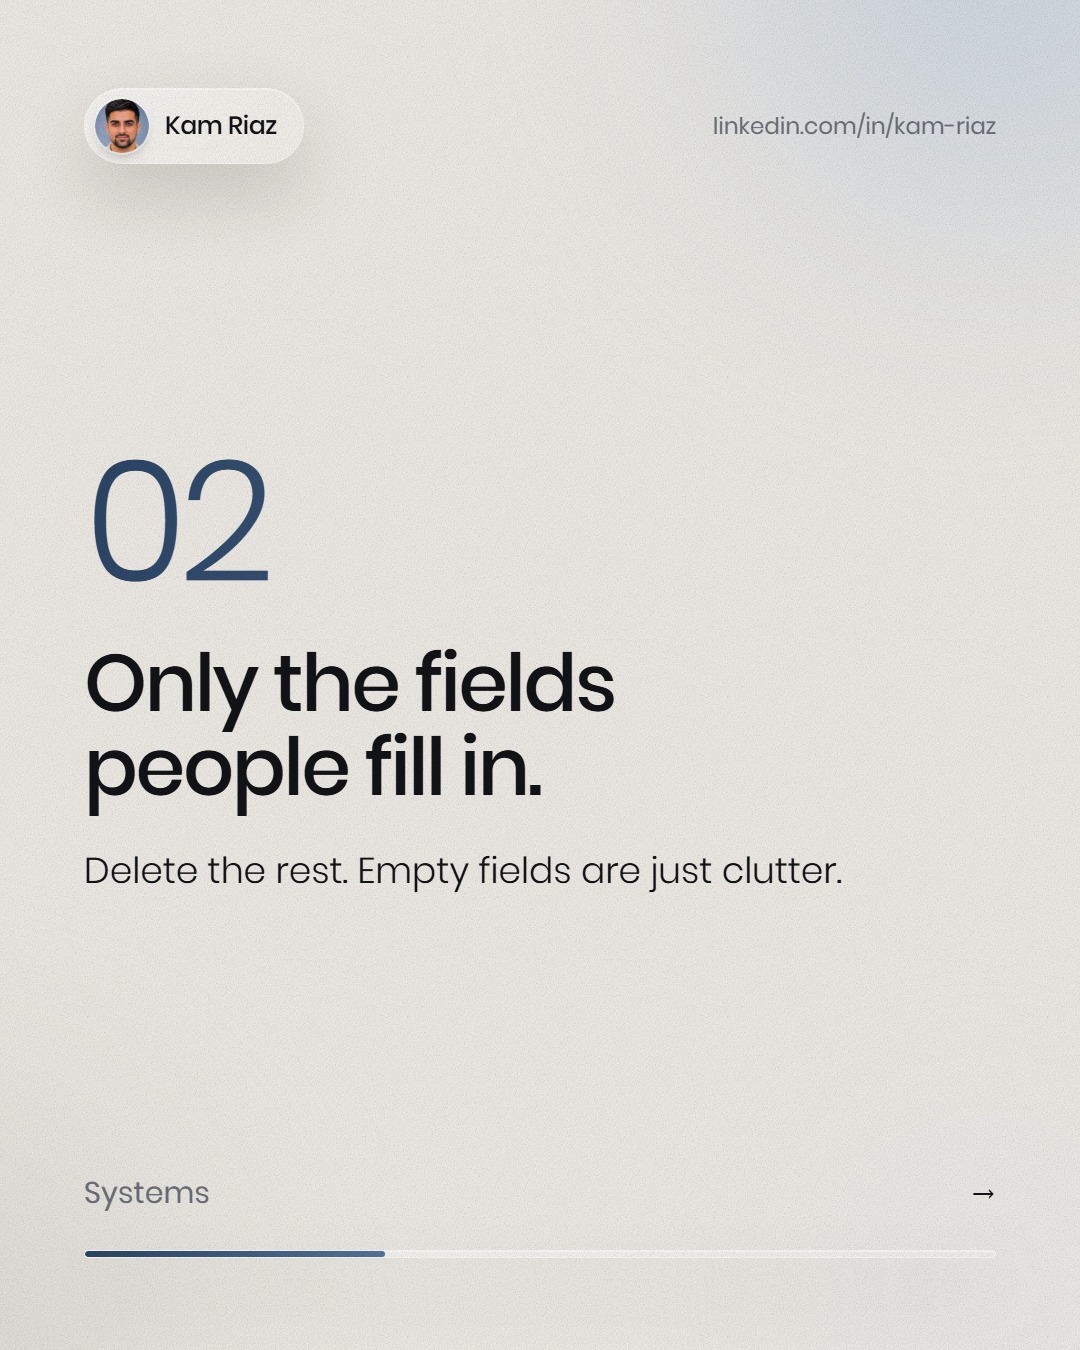 Kam Riaz
linkedin.com/in/kam-riaz
02
Only the fields
people fill in.
Delete the rest. Empty fields are just clutter.
Systems →